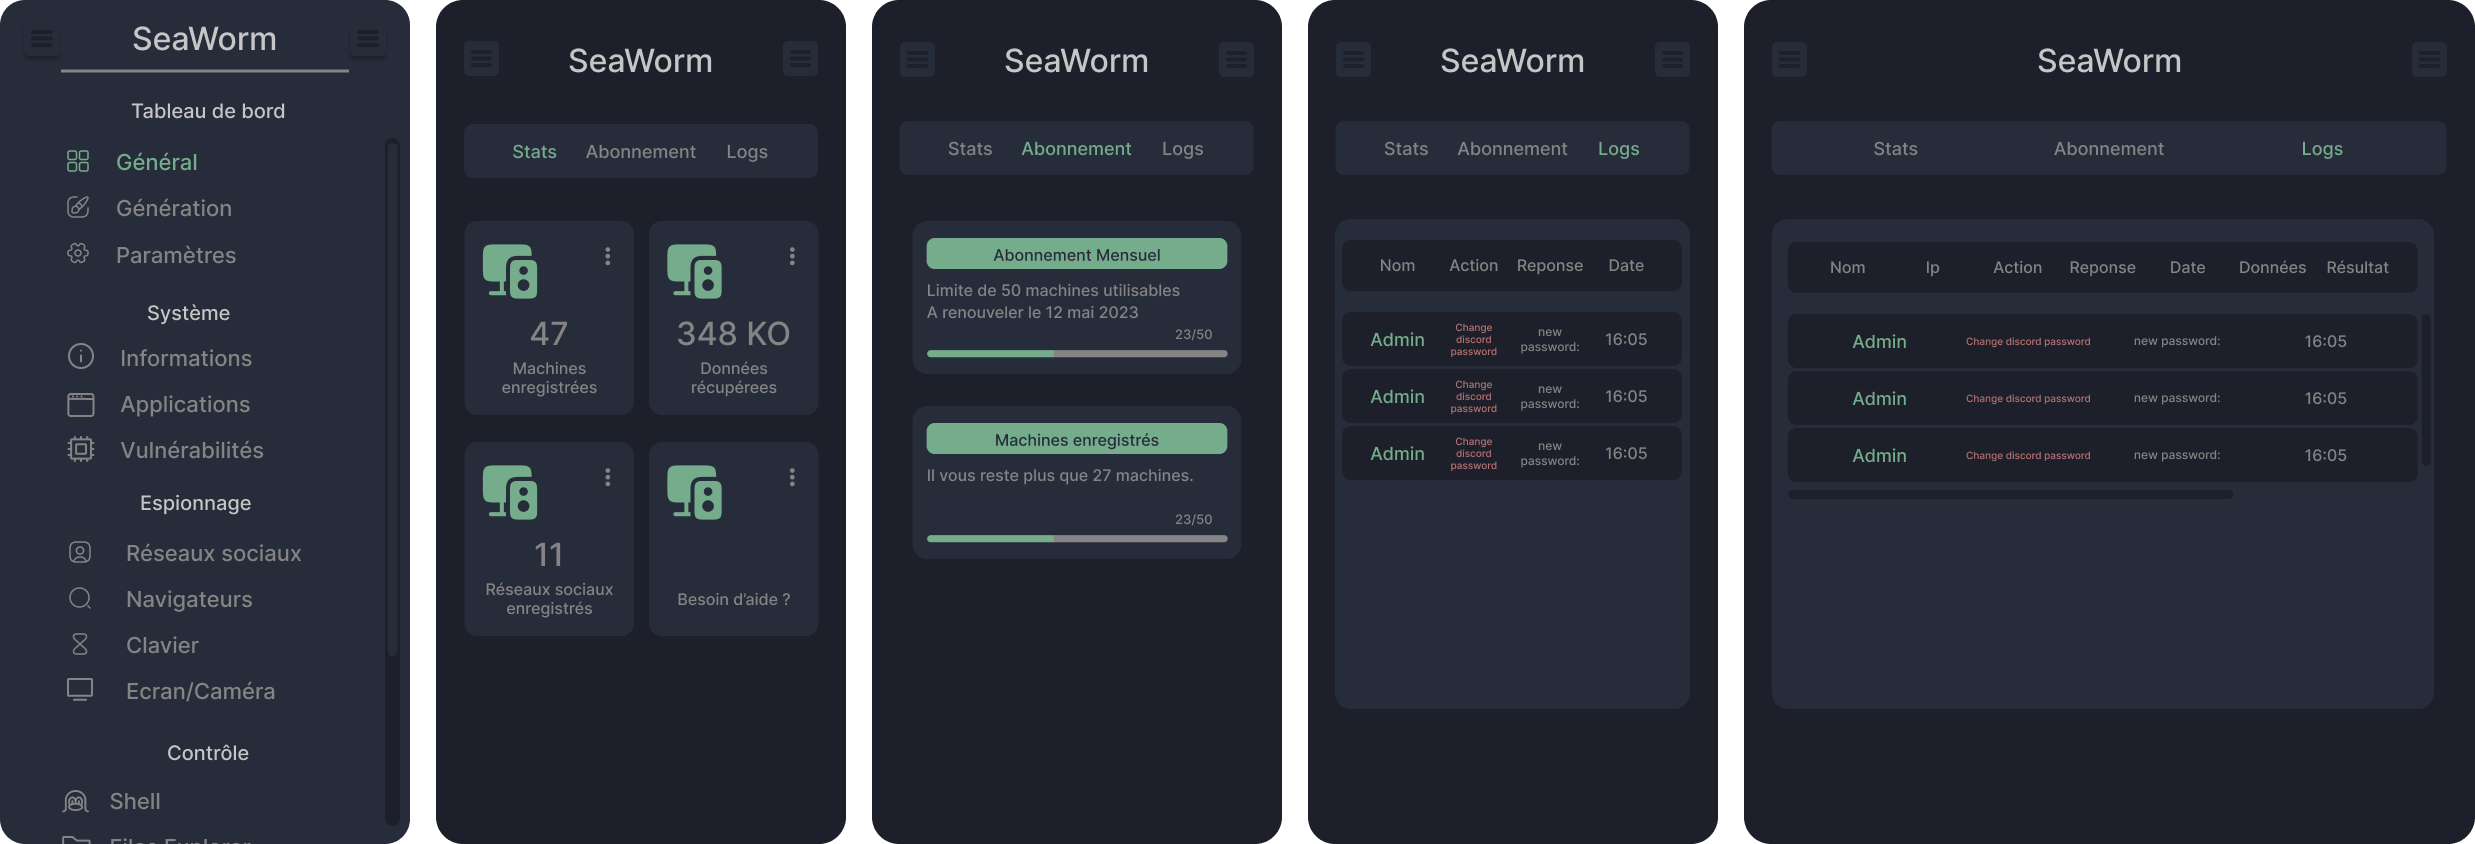 SeaWorm
Tableau de bord
Général
Génération
Paramètres
Système
Informations
Applications
Vulnérabilités
Espionnage
Réseaux sociaux
Navigateurs
Clavier
Ecran/Caméra
Contrôle
Shell
Files Explorer
SeaWorm
Stats Abonnement Logs
47
Machines
enregistrées
348 KO
Données
récupérees
11
Réseaux sociaux
enregistrés
Besoin d'aide ?
SeaWorm
Stats Abonnement Logs
Abonnement Mensuel
Limite de 50 machines utilisables
A renouveler le 12 mai 2023
23/50
Machines enregistrés
Il vous reste plus que 27 machines.
23/50
SeaWorm
Stats Abonnement Logs
Nom Action Reponse Date
Admin
Change
discord
password
new
password:
16:05
Admin
Change
discord
password
new
password:
16:05
Admin
Change
discord
password
new
password:
16:05
SeaWorm
Stats Abonnement Logs
Nom Ip Action Reponse Date Données Résultat
Admin Change discord password new password: 16:05
Admin Change discord password new password: 16:05
Admin Change discord password new password: 16:05